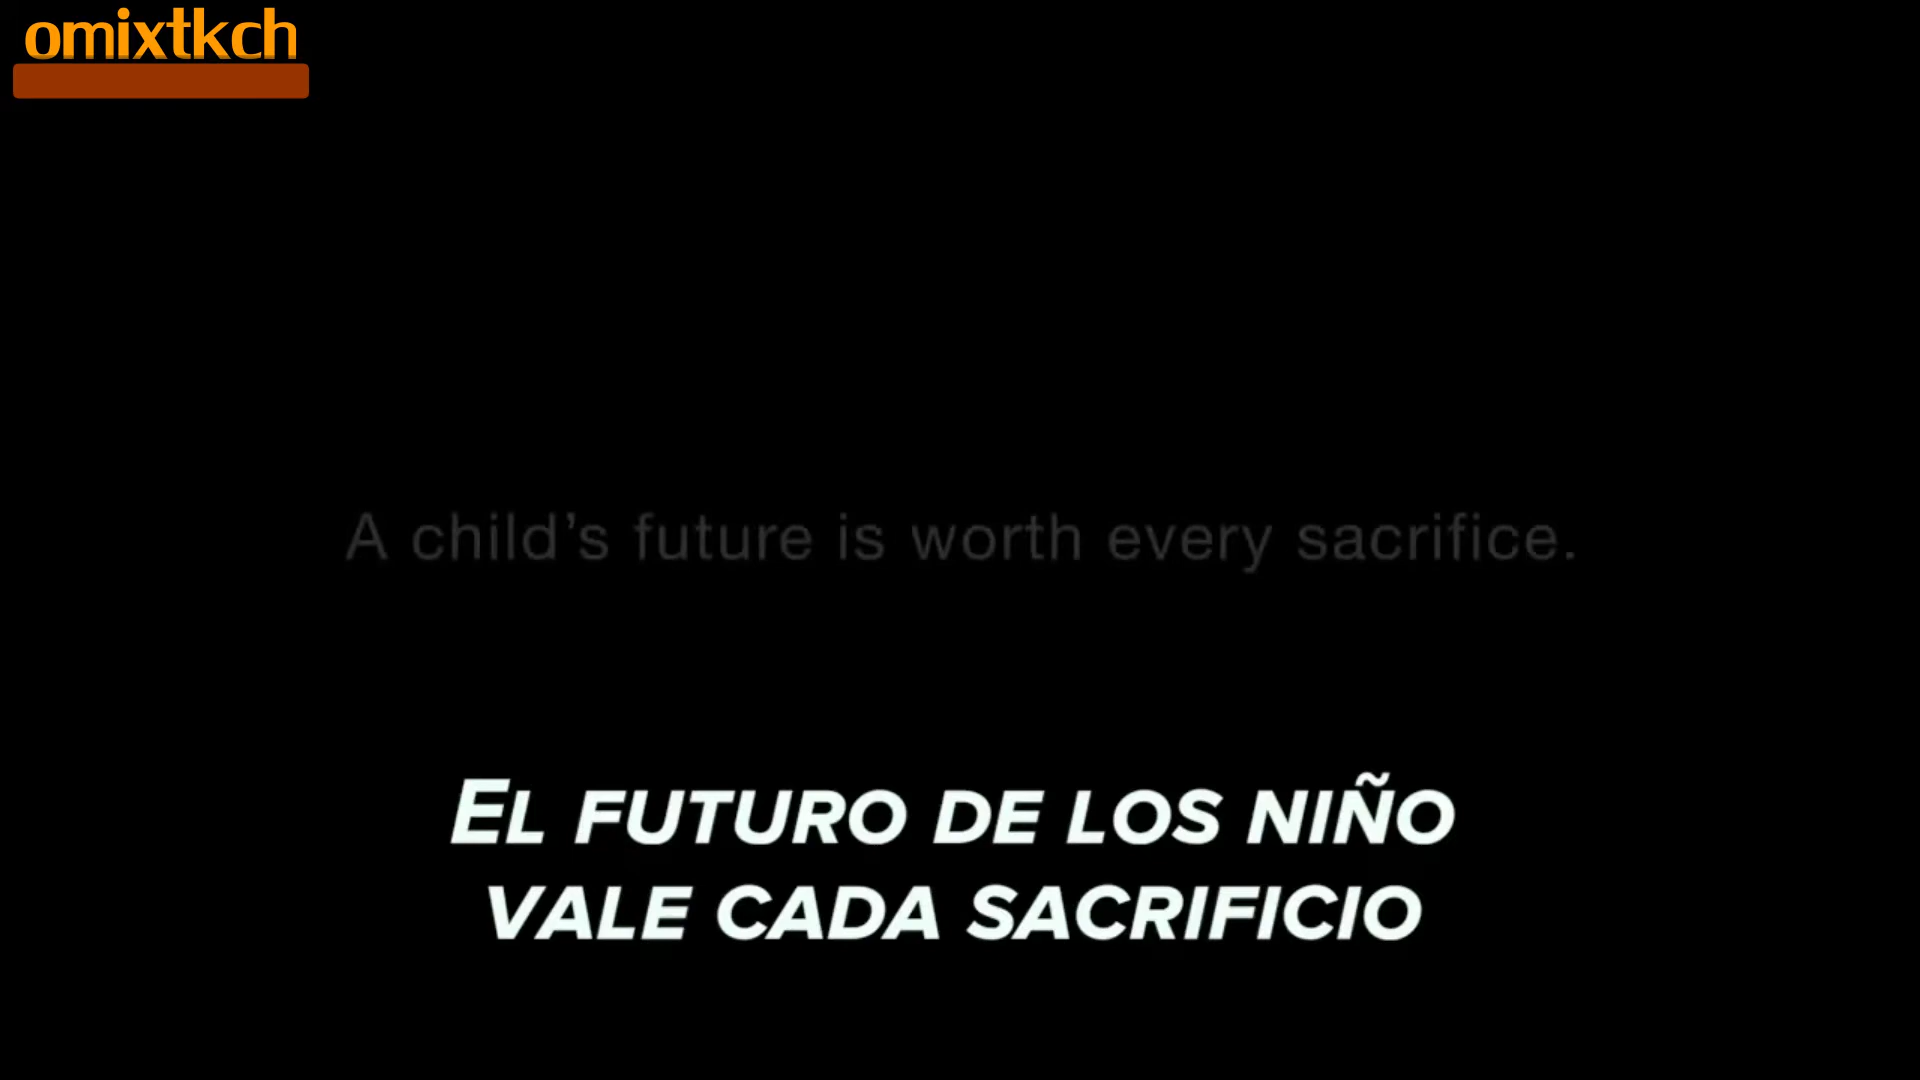 omixtkch
A child’s future is worth every sacrifice.
EL FUTURO DE LOS NIÑO
VALE CADA SACRIFICIO